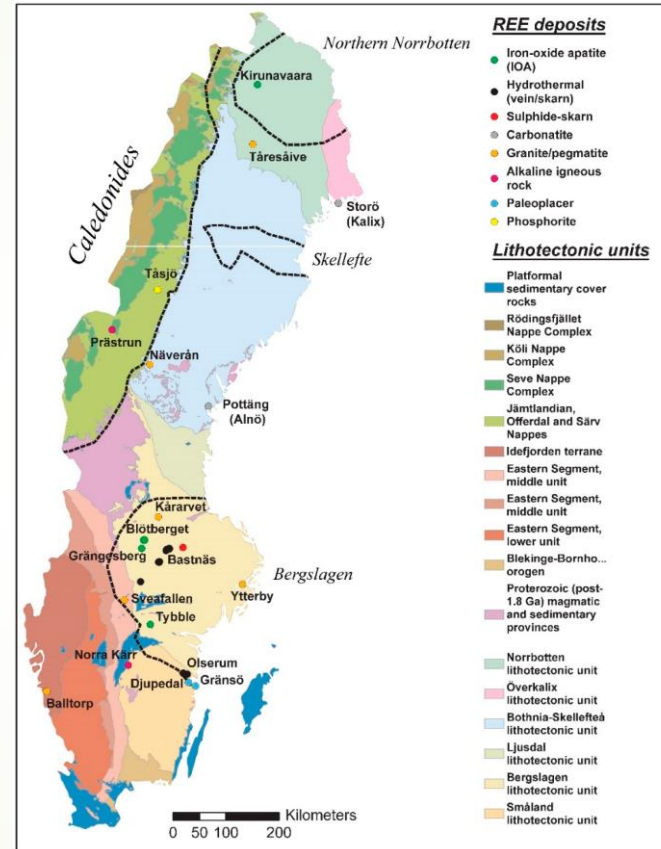 Northern Norrbotten
Kirunavaara
Tåresåive
Storö
(Kalix)
Caledonides
Skellefte
Tåsjö
Prästrun
Näverån
Pottäng
(Alnö)
Kårarvet
Blötberget
Grängesberg
Bastnäs
Bergslagen
Sveafallen
Ytterby
Tybble
Norra Kärr
Olserum
Djupedal
Gränsö
Balltorp
Kilometers
0 50 100 200
REE deposits
Iron-oxide apatite
(IOA)
Hydrothermal
(vein/skarn)
Sulphide-skarn
Carbonatite
Granite/pegmatite
Alkaline igneous
rock
Paleoplacer
Phosphorite
Lithotectonic units
Platformal
sedimentary cover
rocks
Rödingsfjället
Nappe Complex
Köli Nappe
Complex
Seve Nappe
Complex
Jämtlandian,
Offerdal and Särv
Nappes
Idefjorden terrane
Eastern Segment,
middle unit
Eastern Segment,
middle unit
Eastern Segment,
lower unit
Blekinge-Bornho...
orogen
Proterozoic (post-
1.8 Ga) magmatic
and sedimentary
provinces
Norrbotten
lithotectonic unit
Överkalix
lithotectonic unit
Bothnia-Skellefteå
lithotectonic unit
Ljusdal
lithotectonic unit
Bergslagen
lithotectonic unit
Småland
lithotectonic unit